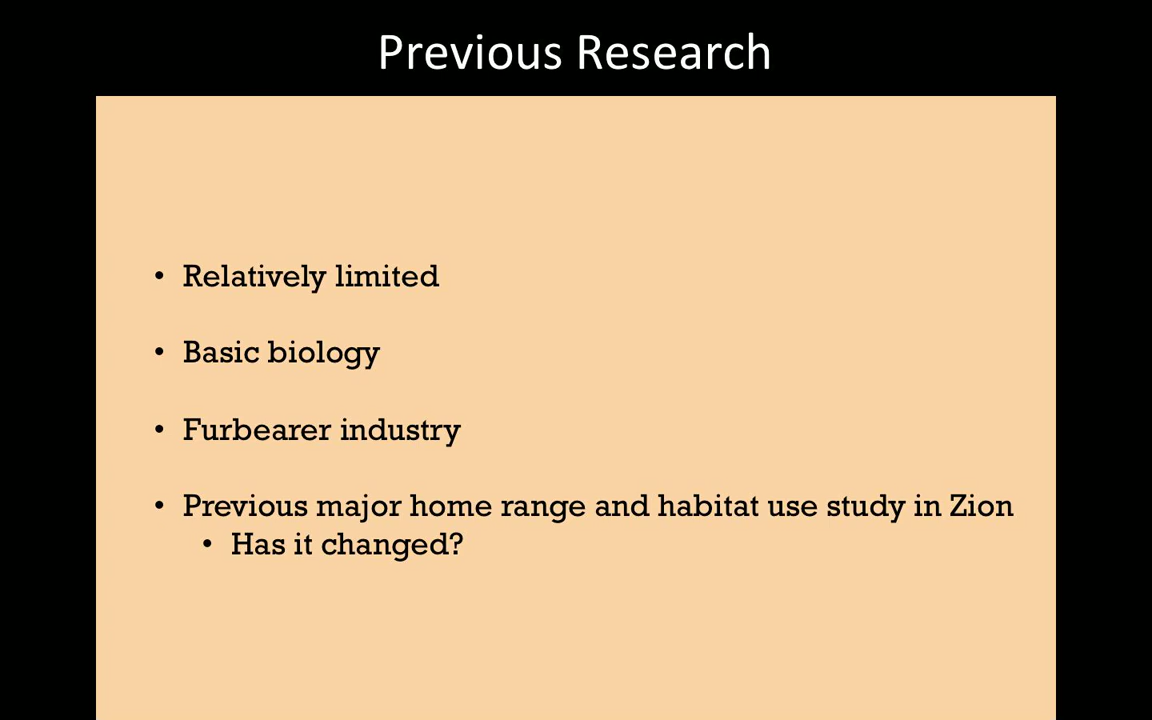 Previous Research
• Relatively limited
• Basic biology
• Furbearer industry
• Previous major home range and habitat use study in Zion
• Has it changed?